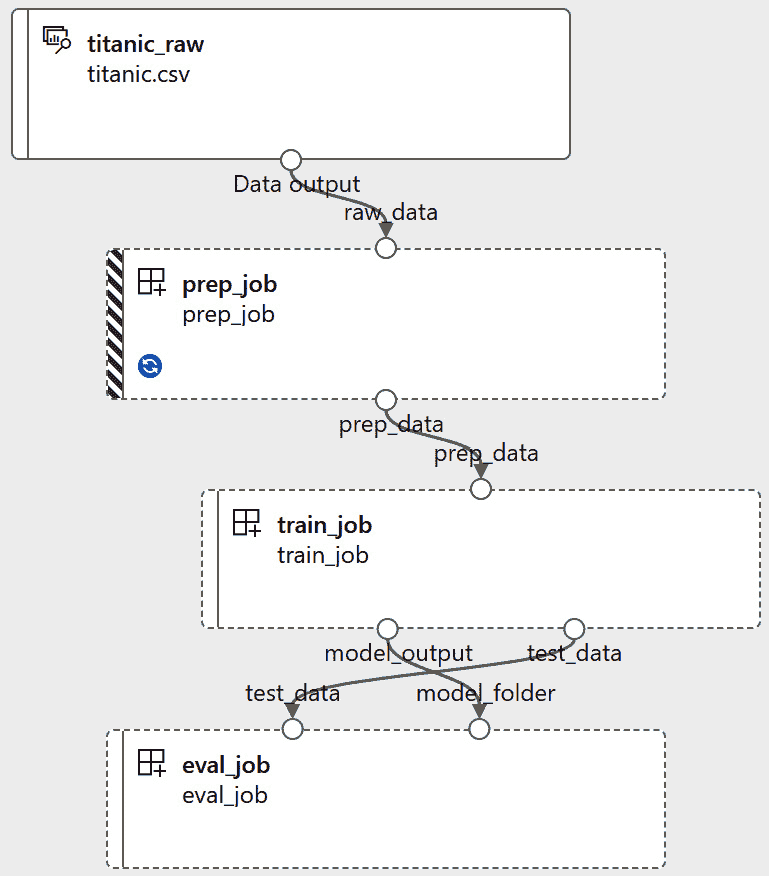 titanic_raw
titanic.csv
Data output
raw_data
prep_job
prep_job
prep_data
prep_data
train_job
train_job
model_output test_data
test_data model_folder
eval_job
eval_job